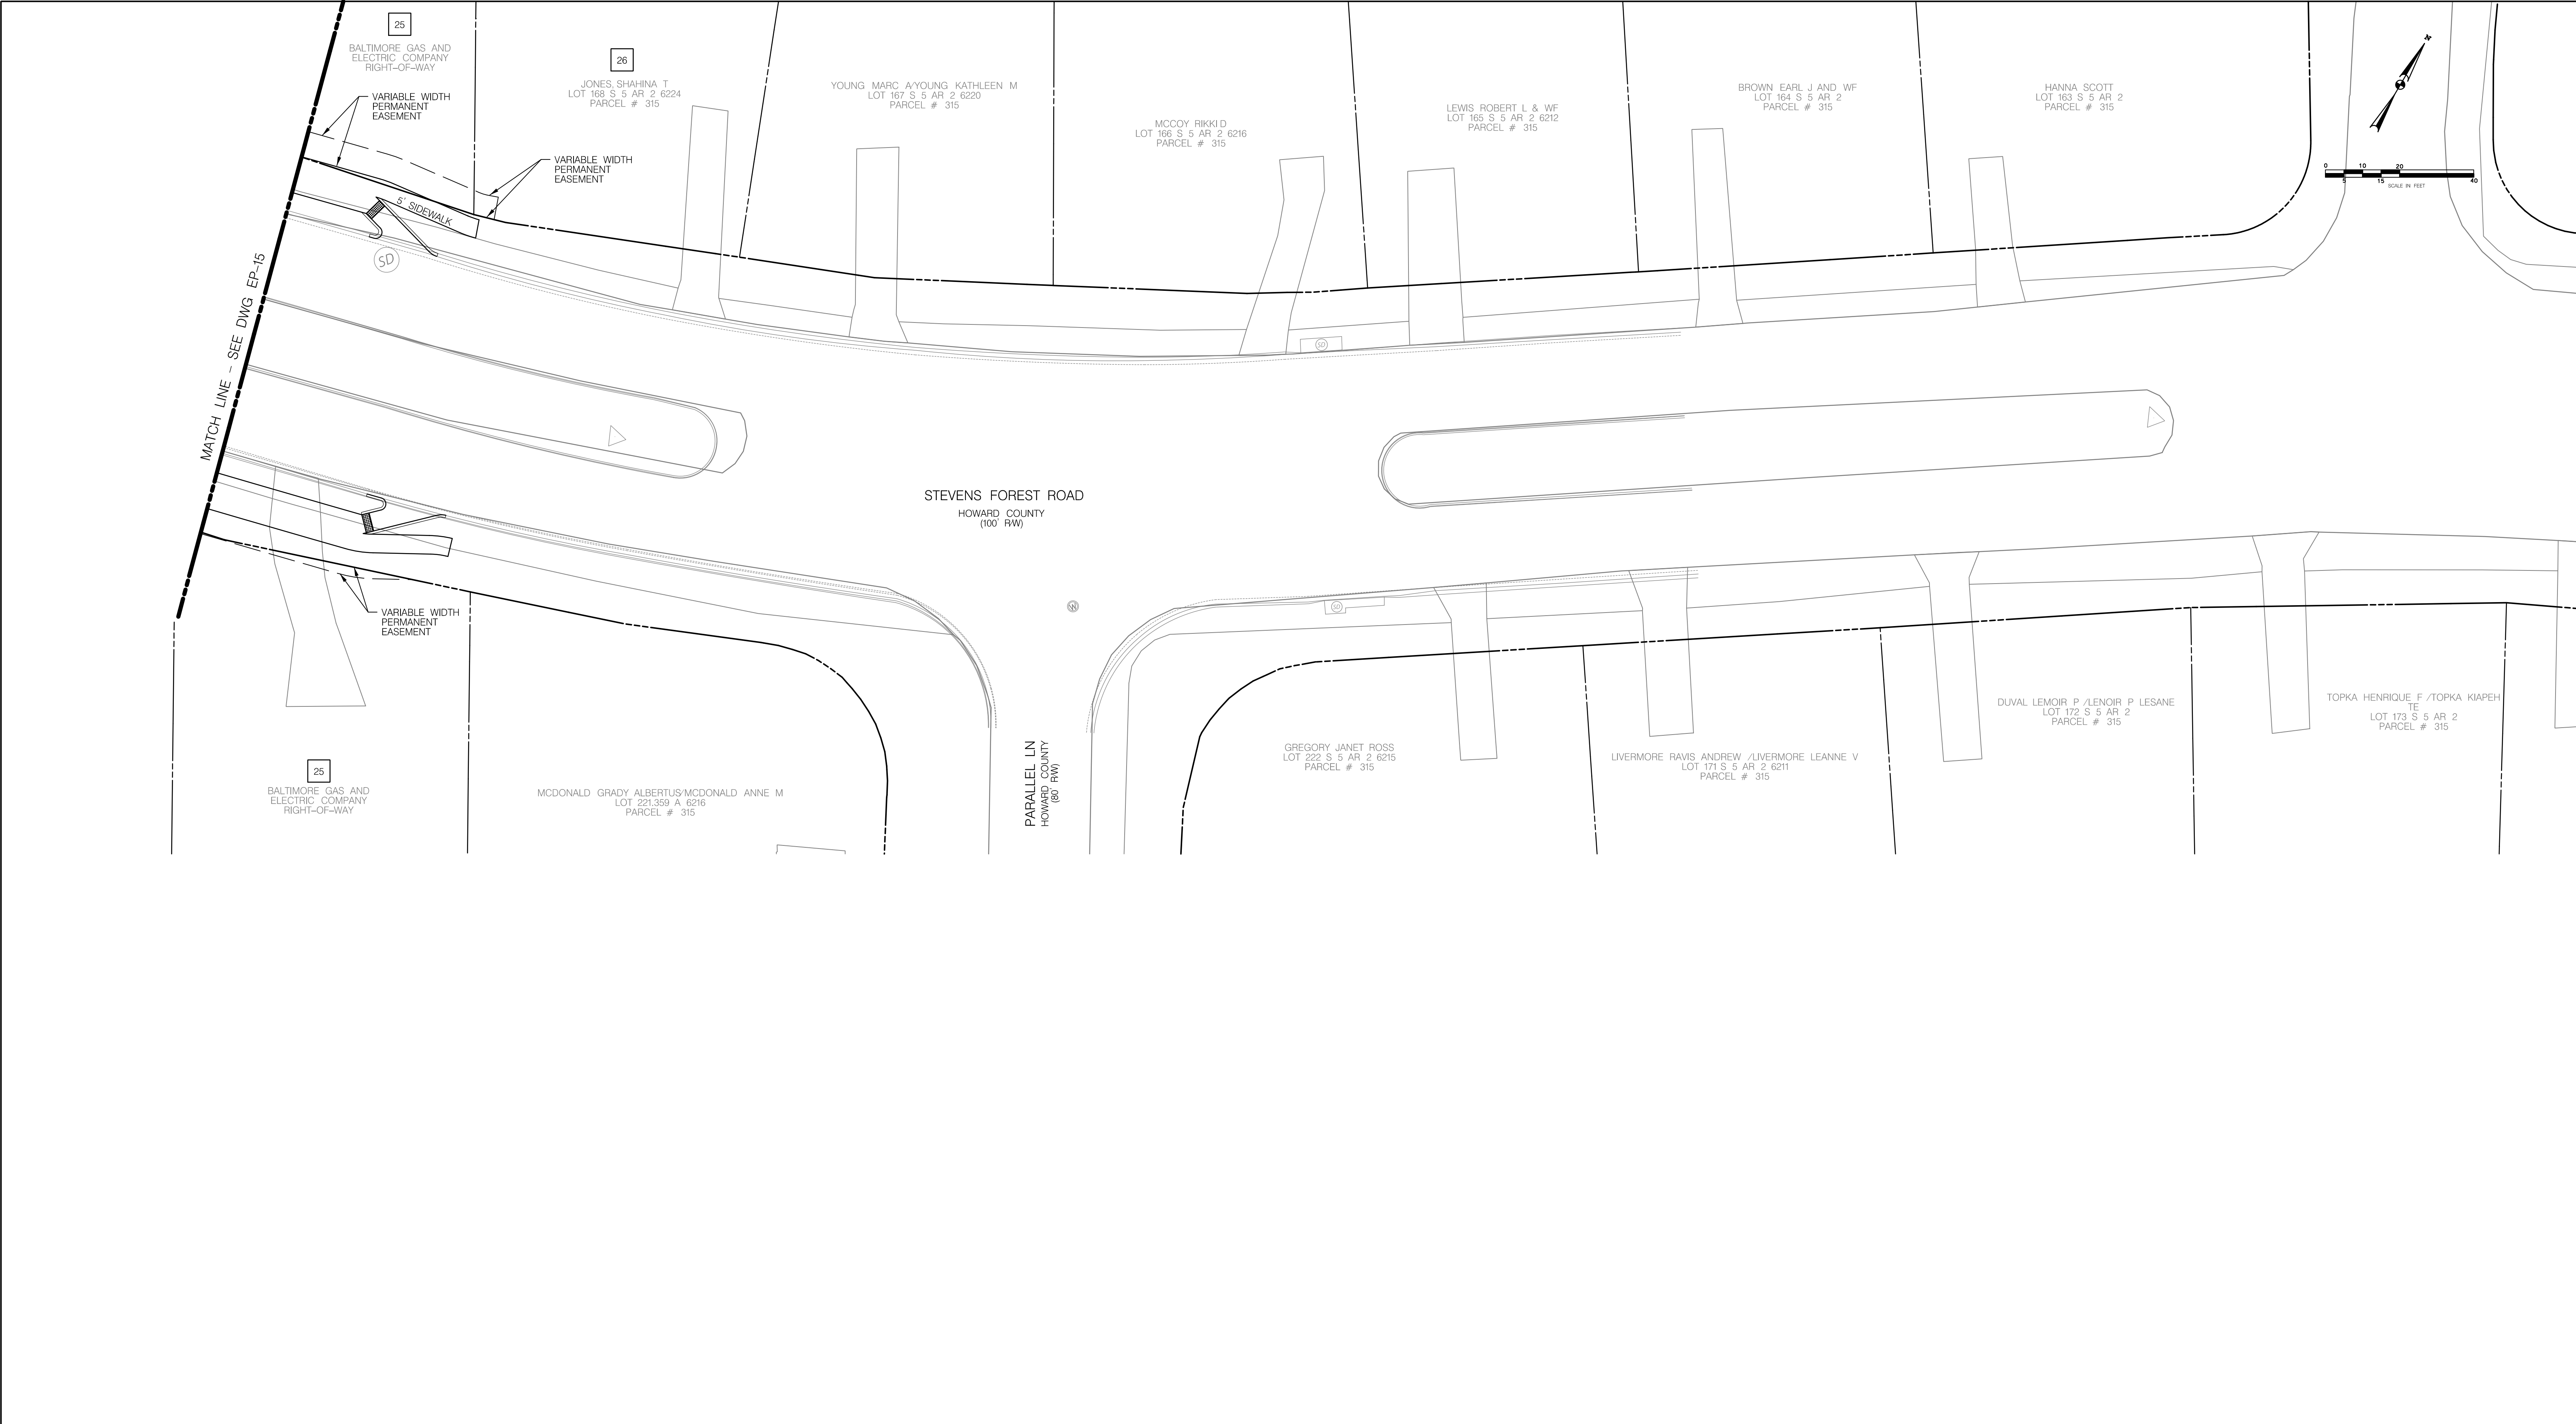 25
BALTIMORE GAS AND
ELECTRIC COMPANY
RIGHT-OF-WAY
VARIABLE WIDTH
PERMANENT
EASEMENT
26
JONES, SHAHINA T
LOT 168 S 5 AR 2 6224
PARCEL # 315
VARIABLE WIDTH
PERMANENT
EASEMENT
YOUNG MARC A/YOUNG KATHLEEN M
LOT 167 S 5 AR 2 6220
PARCEL # 315
MCCOY RIKKI D
LOT 166 S 5 AR 2 6216
PARCEL # 315
LEWIS ROBERT L & WF
LOT 165 S 5 AR 2 6212
PARCEL # 315
BROWN EARL J AND WF
LOT 164 S 5 AR 2
PARCEL # 315
HANNA SCOTT
LOT 163 S 5 AR 2
PARCEL # 315
N
0 10 20
5 15 40
SCALE IN FEET
5' SIDEWALK
SD
MATCH LINE - SEE DWG EP-15
SD
STEVENS FOREST ROAD
HOWARD COUNTY
(100' R/W)
W
SD
VARIABLE WIDTH
PERMANENT
EASEMENT
25
BALTIMORE GAS AND
ELECTRIC COMPANY
RIGHT-OF-WAY
MCDONALD GRADY ALBERTUS/MCDONALD ANNE M
LOT 221.359 A 6216
PARCEL # 315
PARALLEL LN
HOWARD COUNTY
(80' R/W)
GREGORY JANET ROSS
LOT 222 S 5 AR 2 6215
PARCEL # 315
LIVERMORE RAVIS ANDREW /LIVERMORE LEANNE V
LOT 171 S 5 AR 2 6211
PARCEL # 315
DUVAL LEMOIR P /LENOIR P LESANE
LOT 172 S 5 AR 2
PARCEL # 315
TOPKA HENRIQUE F /TOPKA KIAPEH
TE
LOT 173 S 5 AR 2
PARCEL # 315